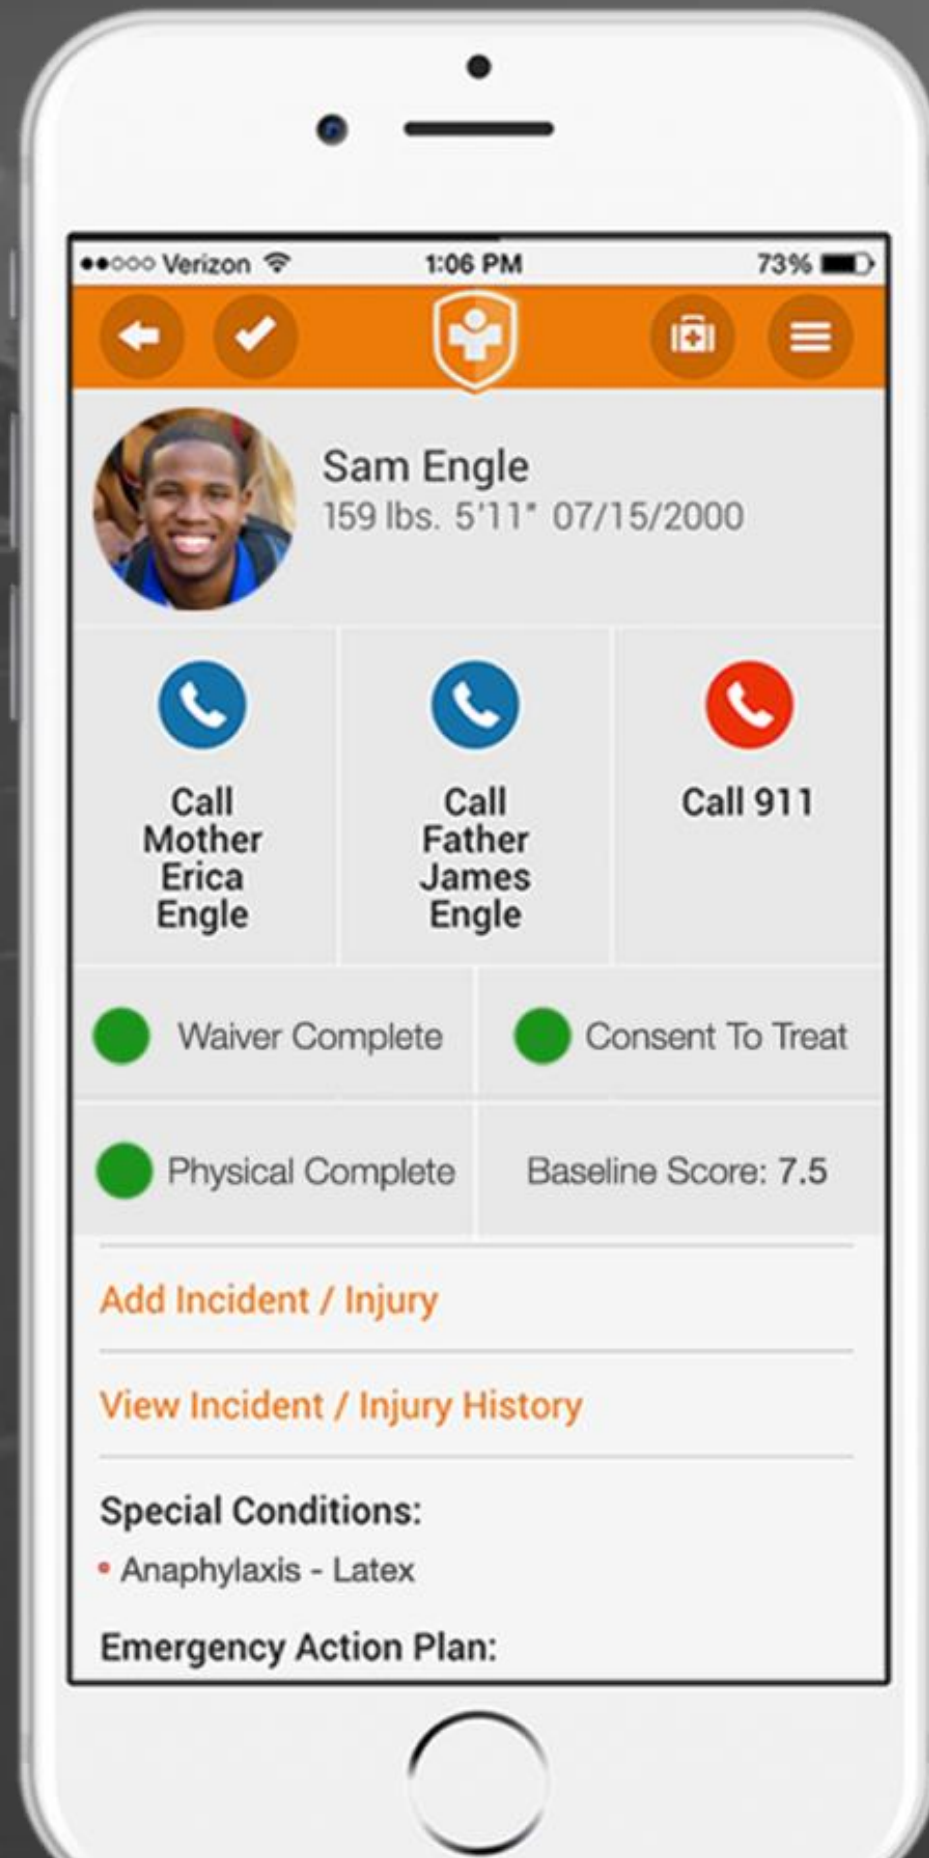 Verizon 1:06 PM 73%
Sam Engle
159 lbs. 5'11" 07/15/2000
Call
Mother
Erica
Engle
Call
Father
James
Engle
Call 911
Waiver Complete
Consent To Treat
Physical Complete
Baseline Score: 7.5
Add Incident / Injury
View Incident / Injury History
Special Conditions:
• Anaphylaxis - Latex
Emergency Action Plan: